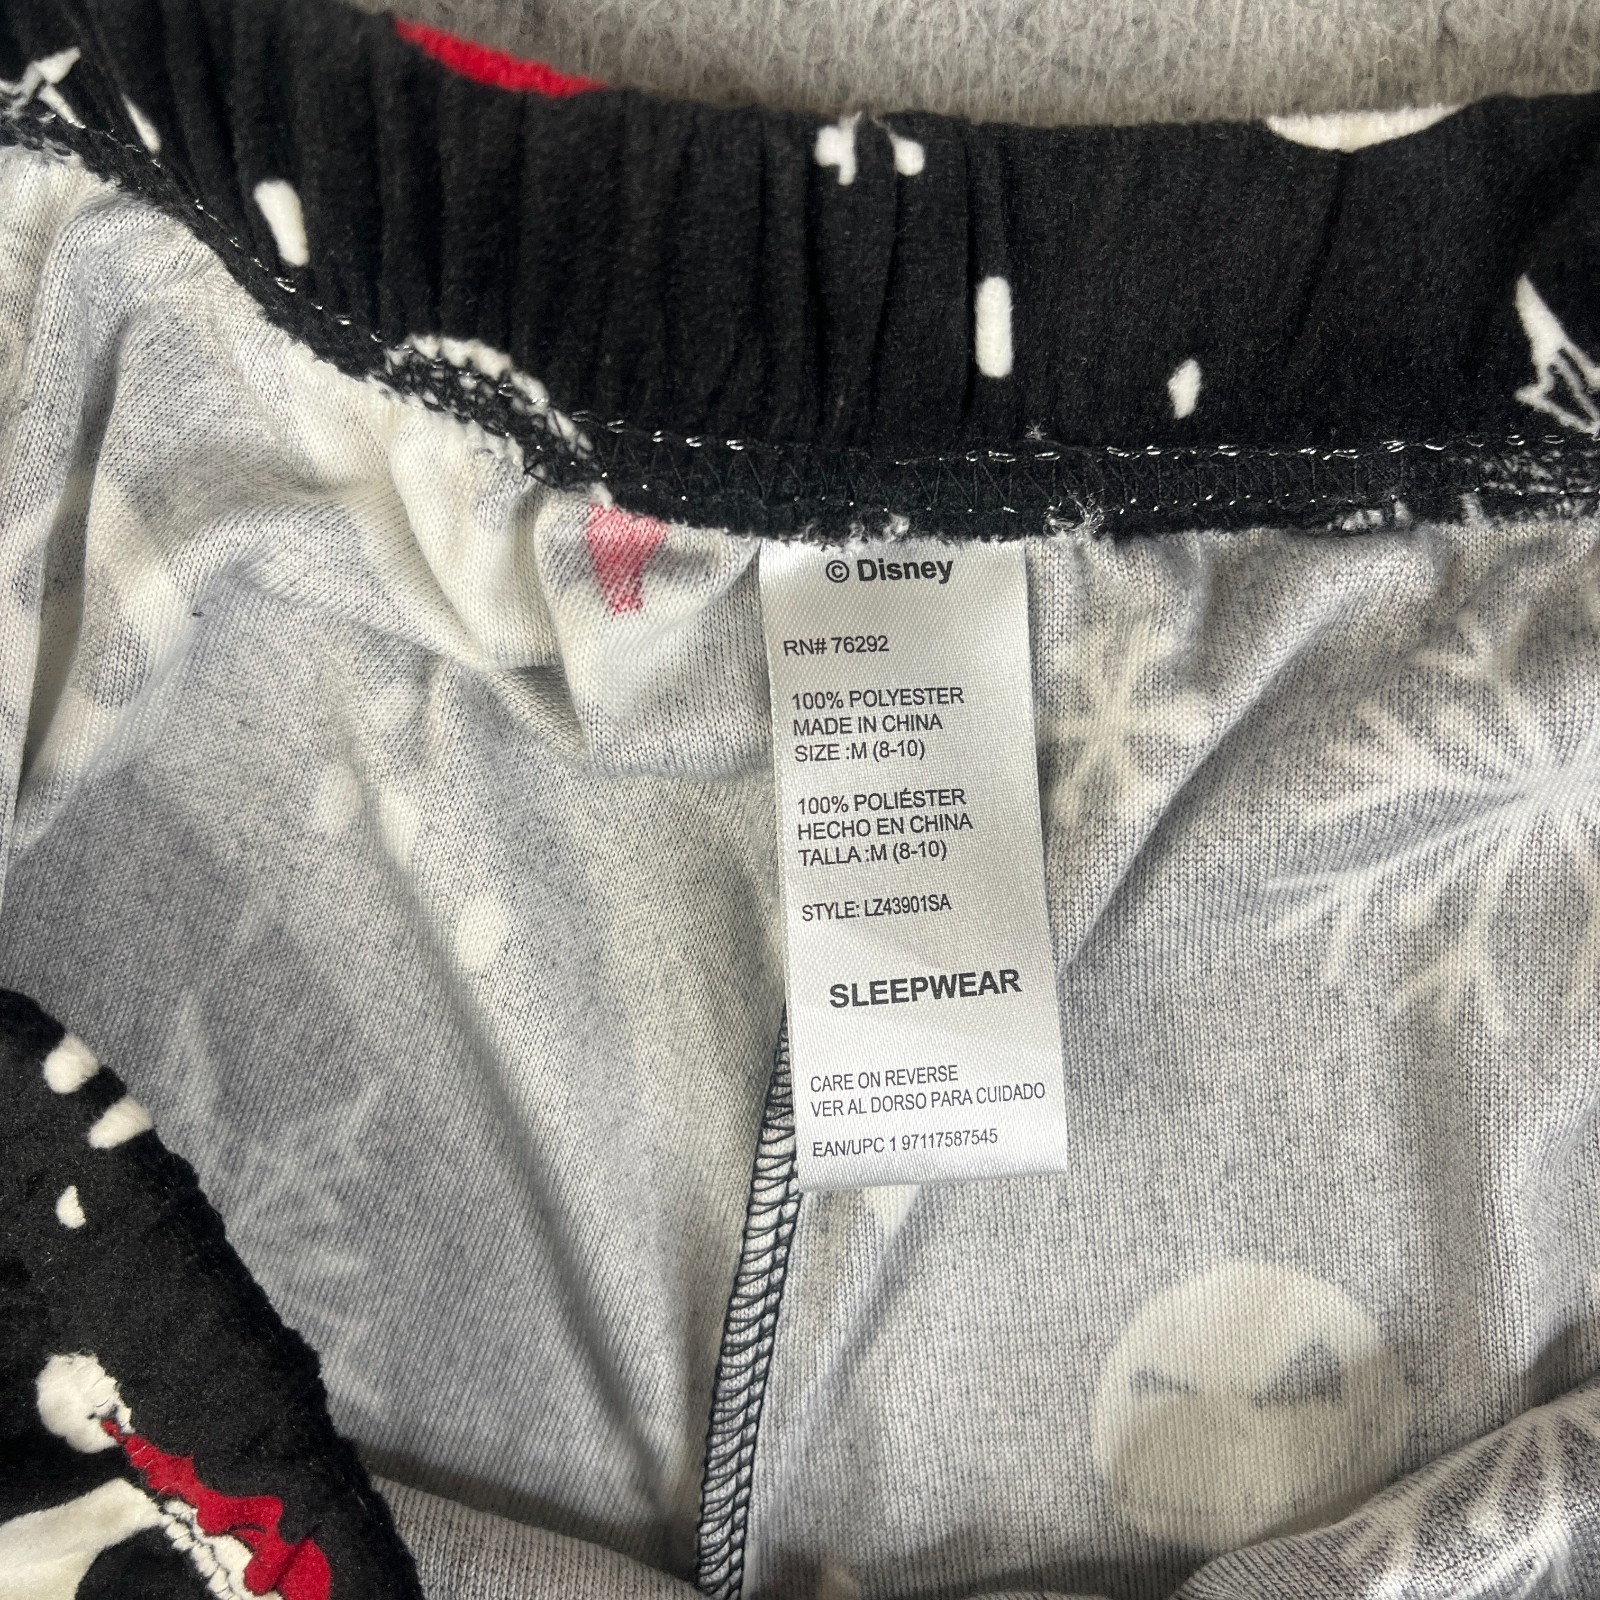 © Disney
RN# 76292
100% POLYESTER
MADE IN CHINA
SIZE :M (8-10)
100% POLIÉSTER
HECHO EN CHINA
TALLA :M (8-10)
STYLE: LZ43901SA
SLEEPWEAR
CARE ON REVERSE
VER AL DORSO PARA CUIDADO
EAN/UPC 1 97117587545